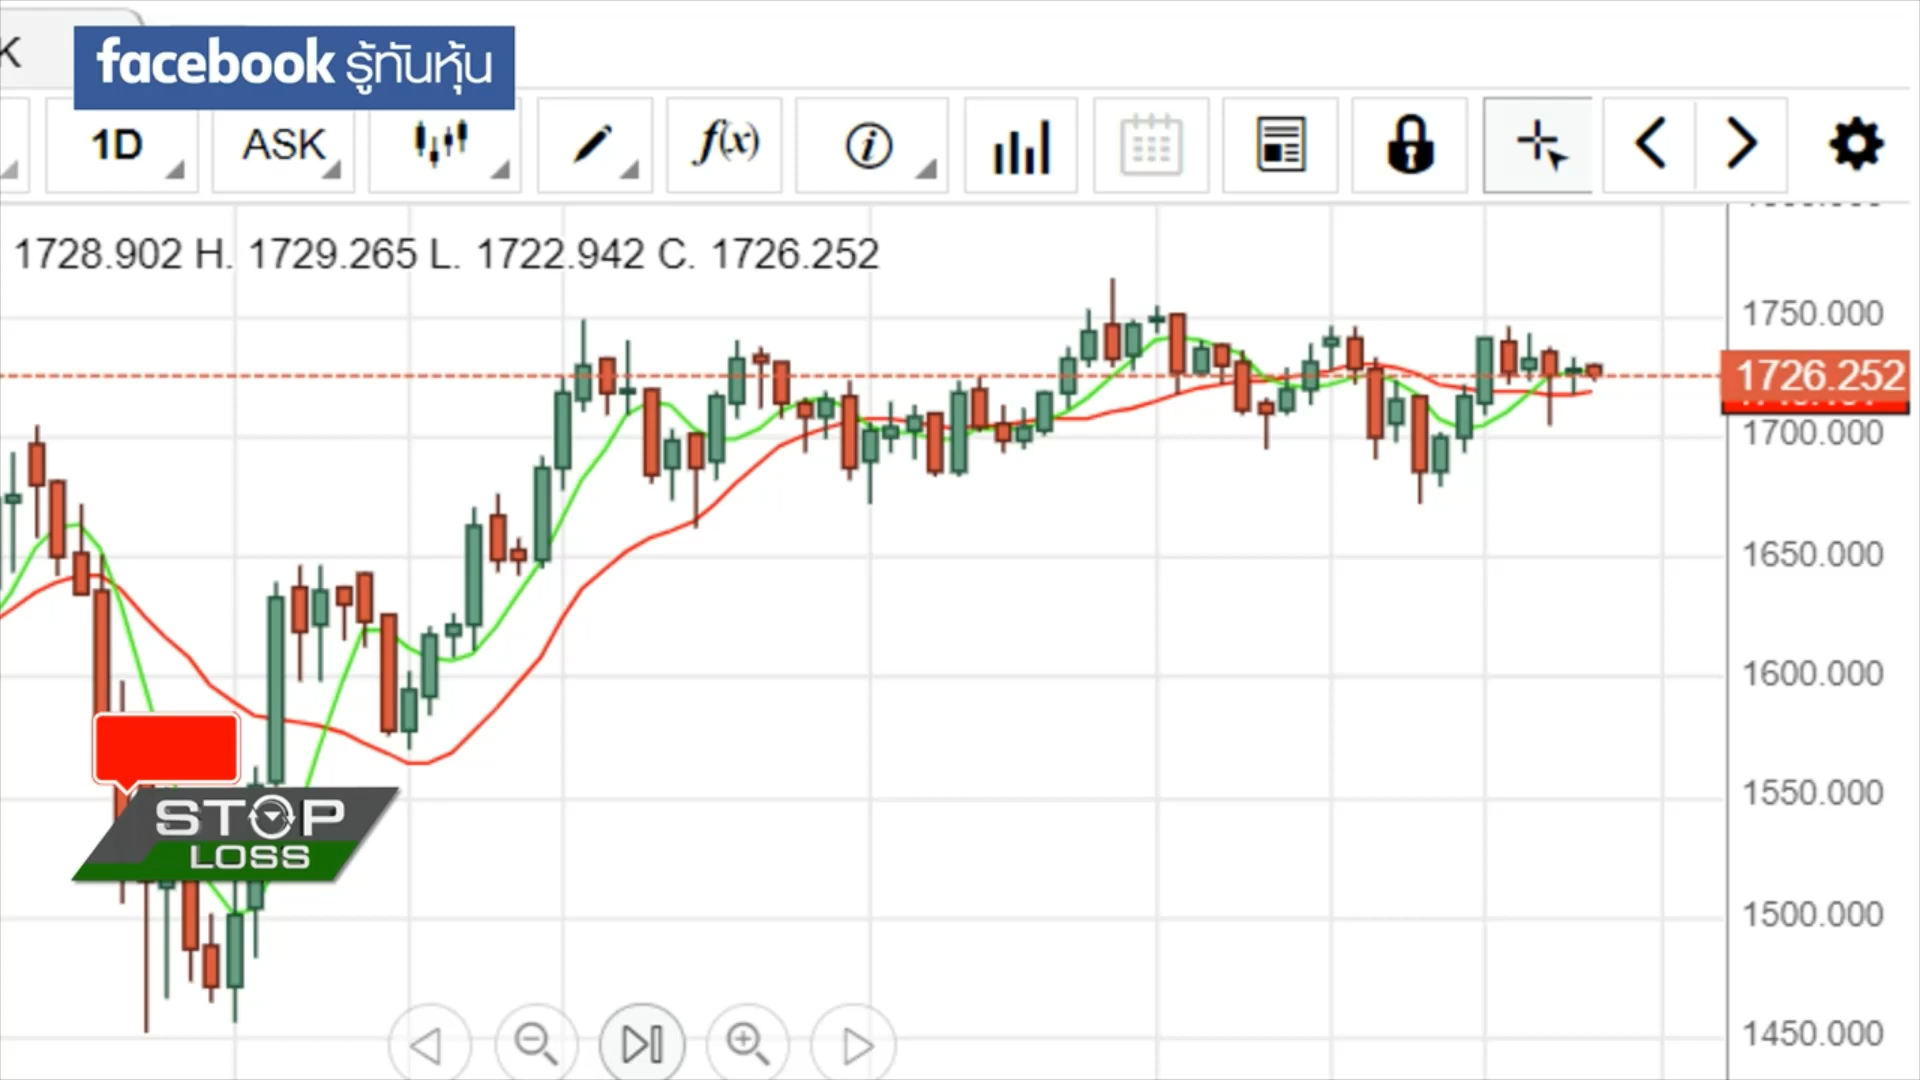 K
facebook รู้ทันหุ้น
1D
ASK
f(x)
i
1728.902 H. 1729.265 L. 1722.942 C. 1726.252
1750.000
1726.252
1700.000
1650.000
1600.000
1550.000
1500.000
1450.000
STOP
LOSS